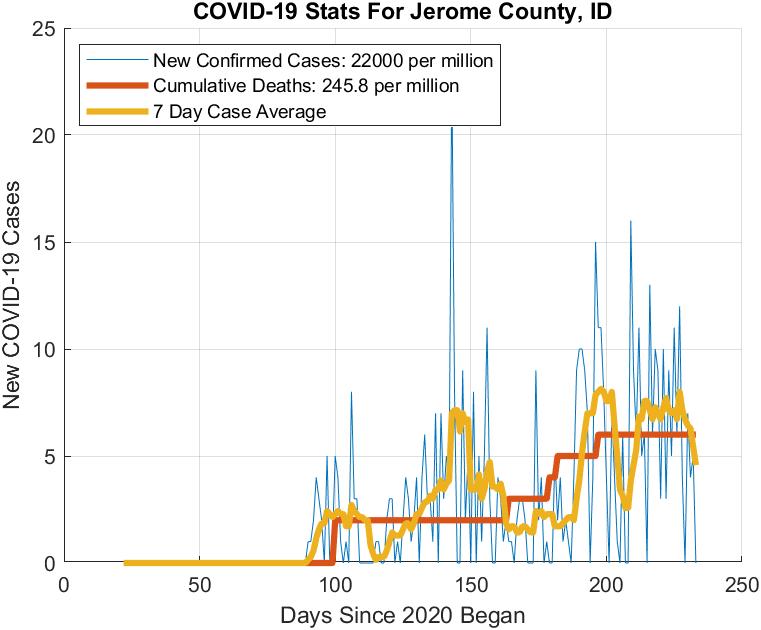 COVID-19 Stats For Jerome County, ID
New Confirmed Cases: 22000 per million
Cumulative Deaths: 245.8 per million
7 Day Case Average
New COVID-19 Cases
25
20
15
10
5
0
0 50 100 150 200 250
Days Since 2020 Began